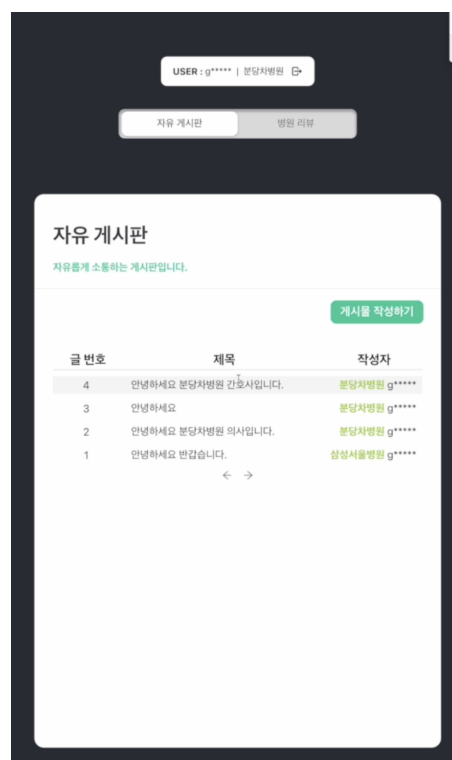 USER : g***** | 분당차병원
자유 게시판 병원 리뷰
자유 게시판
자유롭게 소통하는 게시판입니다.
게시물 작성하기
글 번호 제목 작성자
4 안녕하세요 분당차병원 간호사입니다. 분당차병원 g*****
3 안녕하세요 분당차병원 g*****
2 안녕하세요 분당차병원 의사입니다. 분당차병원 g*****
1 안녕하세요 반갑습니다. 삼성서울병원 g*****
← →